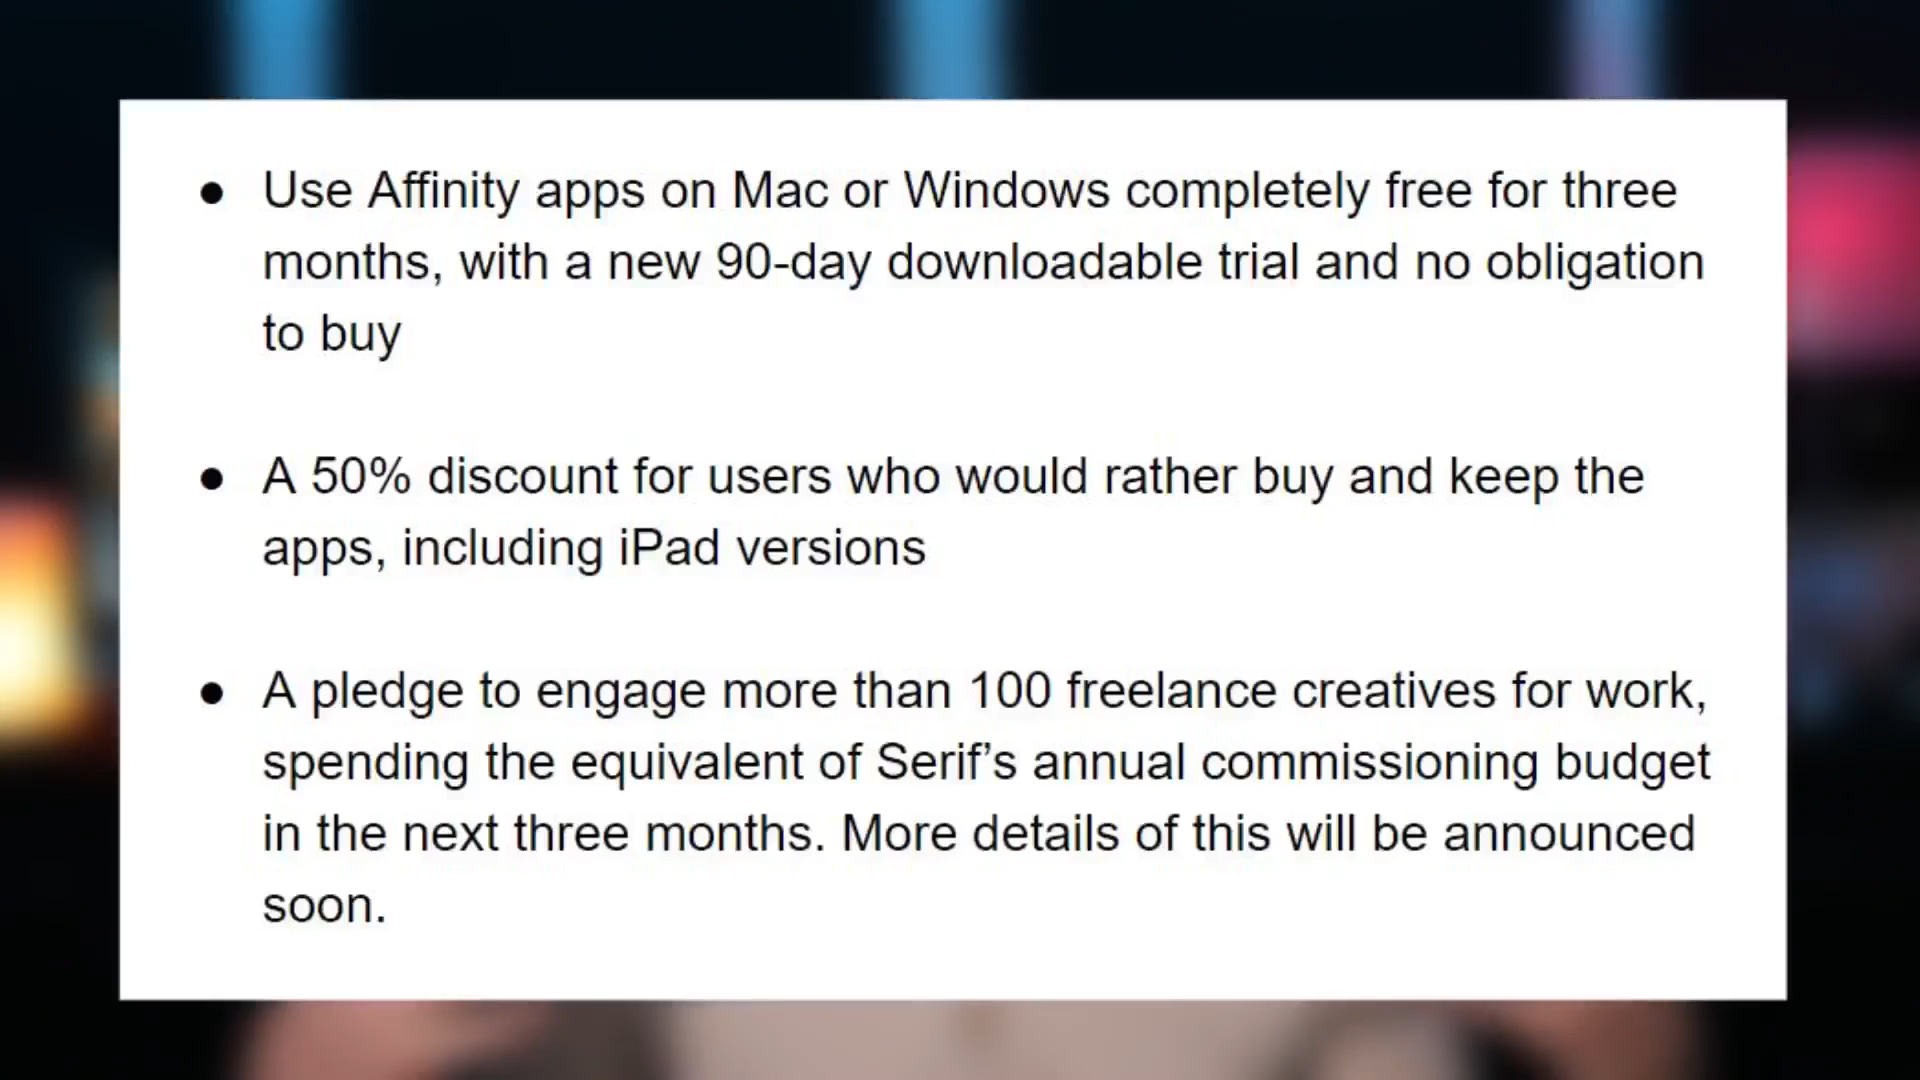 ● Use Affinity apps on Mac or Windows completely free for three
months, with a new 90-day downloadable trial and no obligation
to buy
● A 50% discount for users who would rather buy and keep the
apps, including iPad versions
● A pledge to engage more than 100 freelance creatives for work,
spending the equivalent of Serif’s annual commissioning budget
in the next three months. More details of this will be announced
soon.